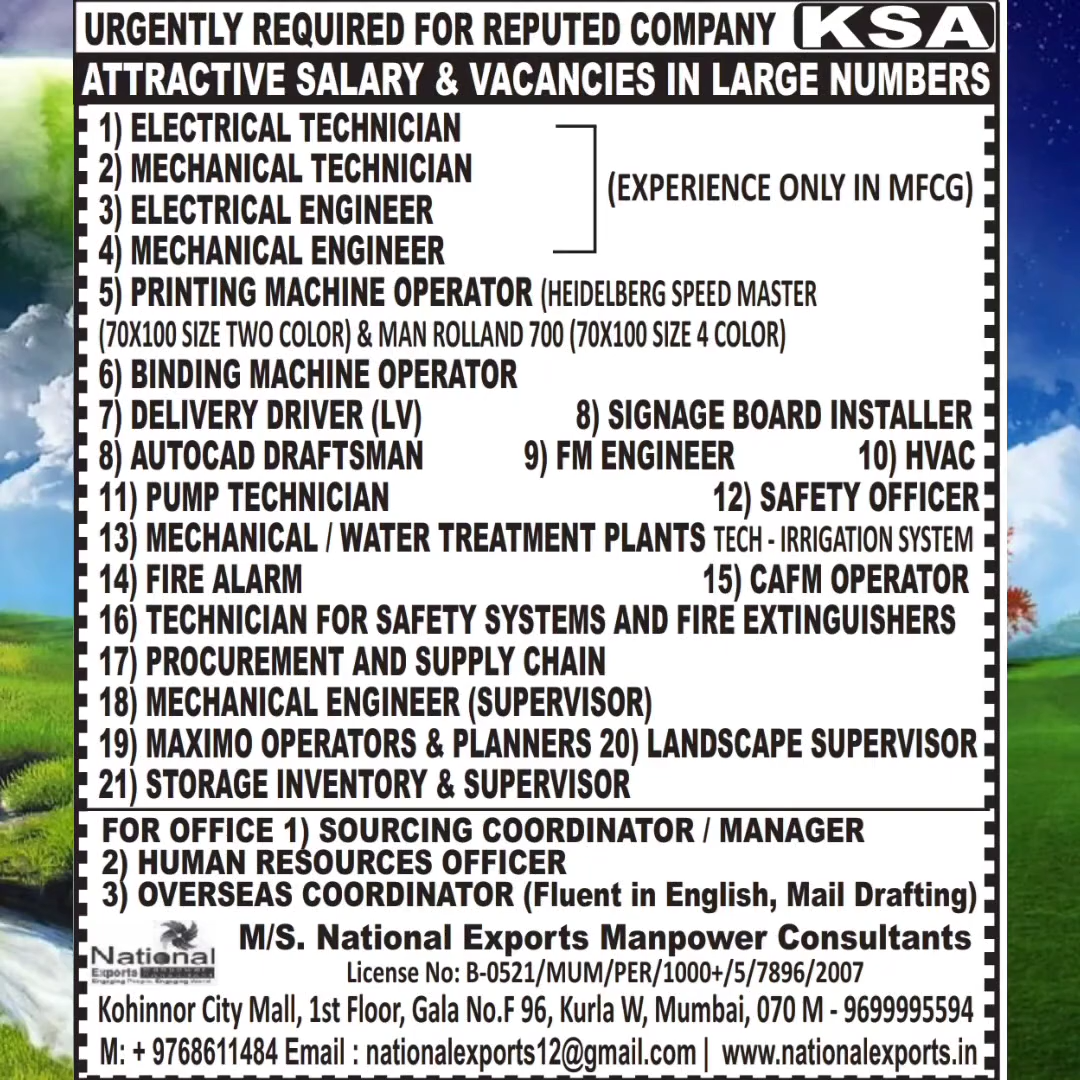 URGENTLY REQUIRED FOR REPUTED COMPANY KSA
ATTRACTIVE SALARY & VACANCIES IN LARGE NUMBERS
1) ELECTRICAL TECHNICIAN
2) MECHANICAL TECHNICIAN
(EXPERIENCE ONLY IN MFCG)
3) ELECTRICAL ENGINEER
4) MECHANICAL ENGINEER
5) PRINTING MACHINE OPERATOR (HEIDELBERG SPEED MASTER
(70X100 SIZE TWO COLOR) & MAN ROLLAND 700 (70X100 SIZE 4 COLOR)
6) BINDING MACHINE OPERATOR
7) DELIVERY DRIVER (LV) 8) SIGNAGE BOARD INSTALLER
8) AUTOCAD DRAFTSMAN 9) FM ENGINEER 10) HVAC
11) PUMP TECHNICIAN 12) SAFETY OFFICER
13) MECHANICAL / WATER TREATMENT PLANTS TECH - IRRIGATION SYSTEM
14) FIRE ALARM 15) CAFM OPERATOR
16) TECHNICIAN FOR SAFETY SYSTEMS AND FIRE EXTINGUISHERS
17) PROCUREMENT AND SUPPLY CHAIN
18) MECHANICAL ENGINEER (SUPERVISOR)
19) MAXIMO OPERATORS & PLANNERS 20) LANDSCAPE SUPERVISOR
21) STORAGE INVENTORY & SUPERVISOR
FOR OFFICE 1) SOURCING COORDINATOR / MANAGER
2) HUMAN RESOURCES OFFICER
3) OVERSEAS COORDINATOR (Fluent in English, Mail Drafting)
National
Exports
Engaging People, Engaging World
M/S. National Exports Manpower Consultants
License No: B-0521/MUM/PER/1000+/5/7896/2007
Kohinnor City Mall, 1st Floor, Gala No.F 96, Kurla W, Mumbai, 070 M - 9699995594
M: + 9768611484 Email : nationalexports12@gmail.com | www.nationalexports.in